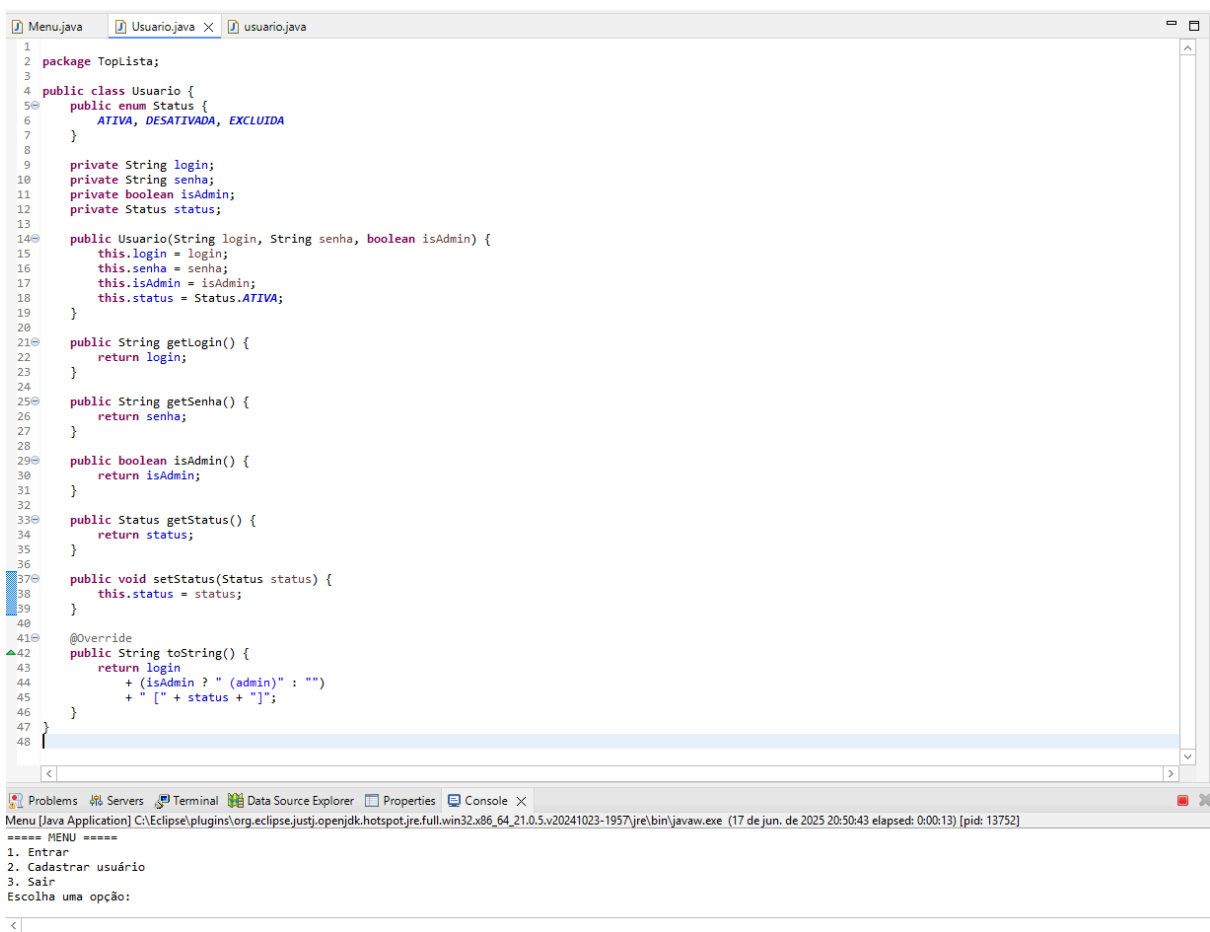 Menu.java Usuario.java usuario.java
1
2 package TopLista;
3
4 public class Usuario {
5 public enum Status {
6 ATIVA, DESATIVADA, EXCLUIDA
7 }
8
9 private String login;
10 private String senha;
11 private boolean isAdmin;
12 private Status status;
13
14 public Usuario(String login, String senha, boolean isAdmin) {
15 this.login = login;
16 this.senha = senha;
17 this.isAdmin = isAdmin;
18 this.status = Status.ATIVA;
19 }
20
21 public String getLogin() {
22 return login;
23 }
24
25 public String getSenha() {
26 return senha;
27 }
28
29 public boolean isAdmin() {
30 return isAdmin;
31 }
32
33 public Status getStatus() {
34 return status;
35 }
36
37 public void setStatus(Status status) {
38 this.status = status;
39 }
40
41 @Override
42 public String toString() {
43 return login
44 + (isAdmin ? " (admin)" : "")
45 + " [" + status + "]";
46 }
47 }
48
Problems Servers Terminal Data Source Explorer Properties Console
Menu [Java Application] C:\Eclipse\plugins\org.eclipse.justj.openjdk.hotspot.jre.full.win32.x86_64_21.0.5.v20241023-1957\jre\bin\javaw.exe (17 de jun. de 2025 20:50:43 elapsed: 0:00:13) [pid: 13752]
===== MENU =====
1. Entrar
2. Cadastrar usuário
3. Sair
Escolha uma opção: